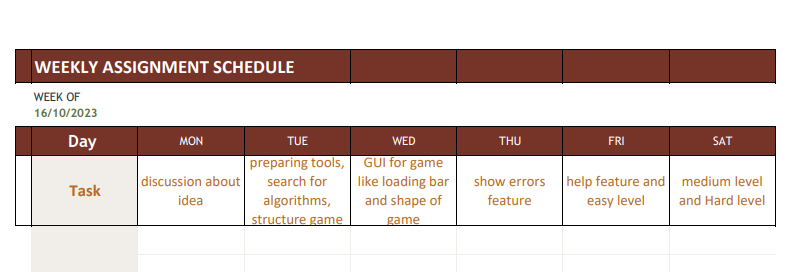 WEEKLY ASSIGNMENT SCHEDULE
WEEK OF
16/10/2023
Day MON TUE WED THU FRI SAT
Task
discussion about
idea
preparing tools,
search for
algorithms,
structure game
GUI for game
like loading bar
and shape of
game
show errors
feature
help feature and
easy level
medium level
and Hard level